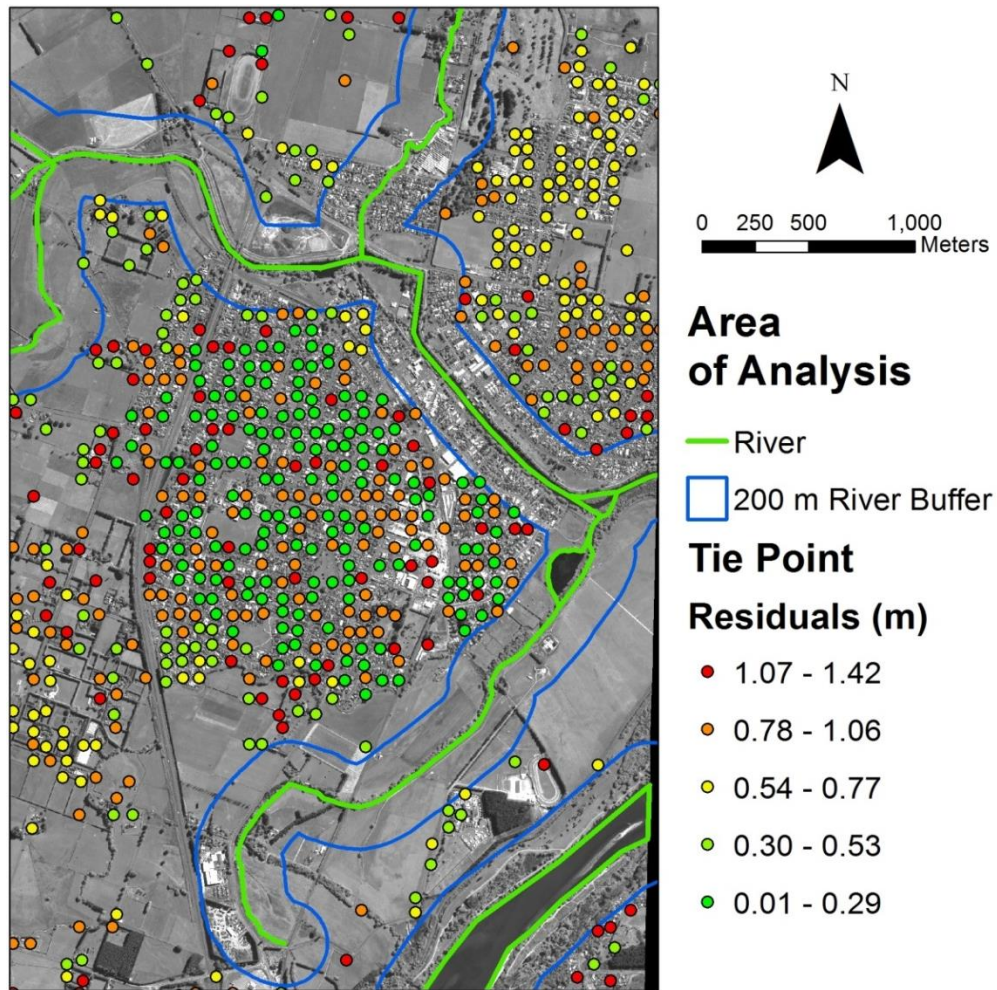 N
0 250 500 1,000
Meters
Area
of Analysis
River
200 m River Buffer
Tie Point
Residuals (m)
1.07 - 1.42
0.78 - 1.06
0.54 - 0.77
0.30 - 0.53
0.01 - 0.29